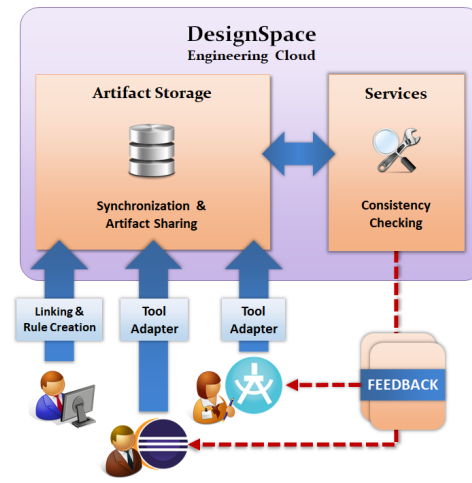 DesignSpace
Engineering Cloud
Artifact Storage
Synchronization &
Artifact Sharing
Services
Consistency
Checking
Linking &
Rule Creation
Tool
Adapter
Tool
Adapter
FEEDBACK